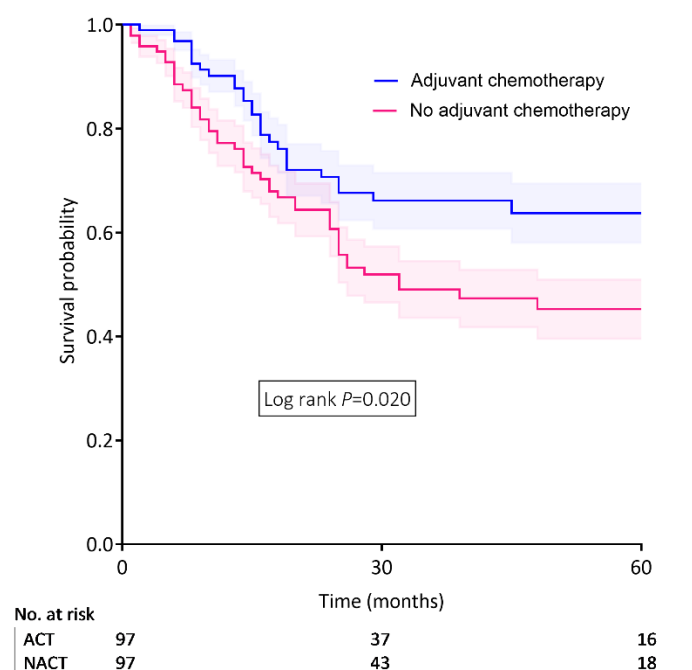 1.0
0.8
0.6
0.4
0.2
0.0
Survival probability
Adjuvant chemotherapy
No adjuvant chemotherapy
Log rank P=0.020
0 30 60
Time (months)
No. at risk
ACT 97 37 16
NACT 97 43 18